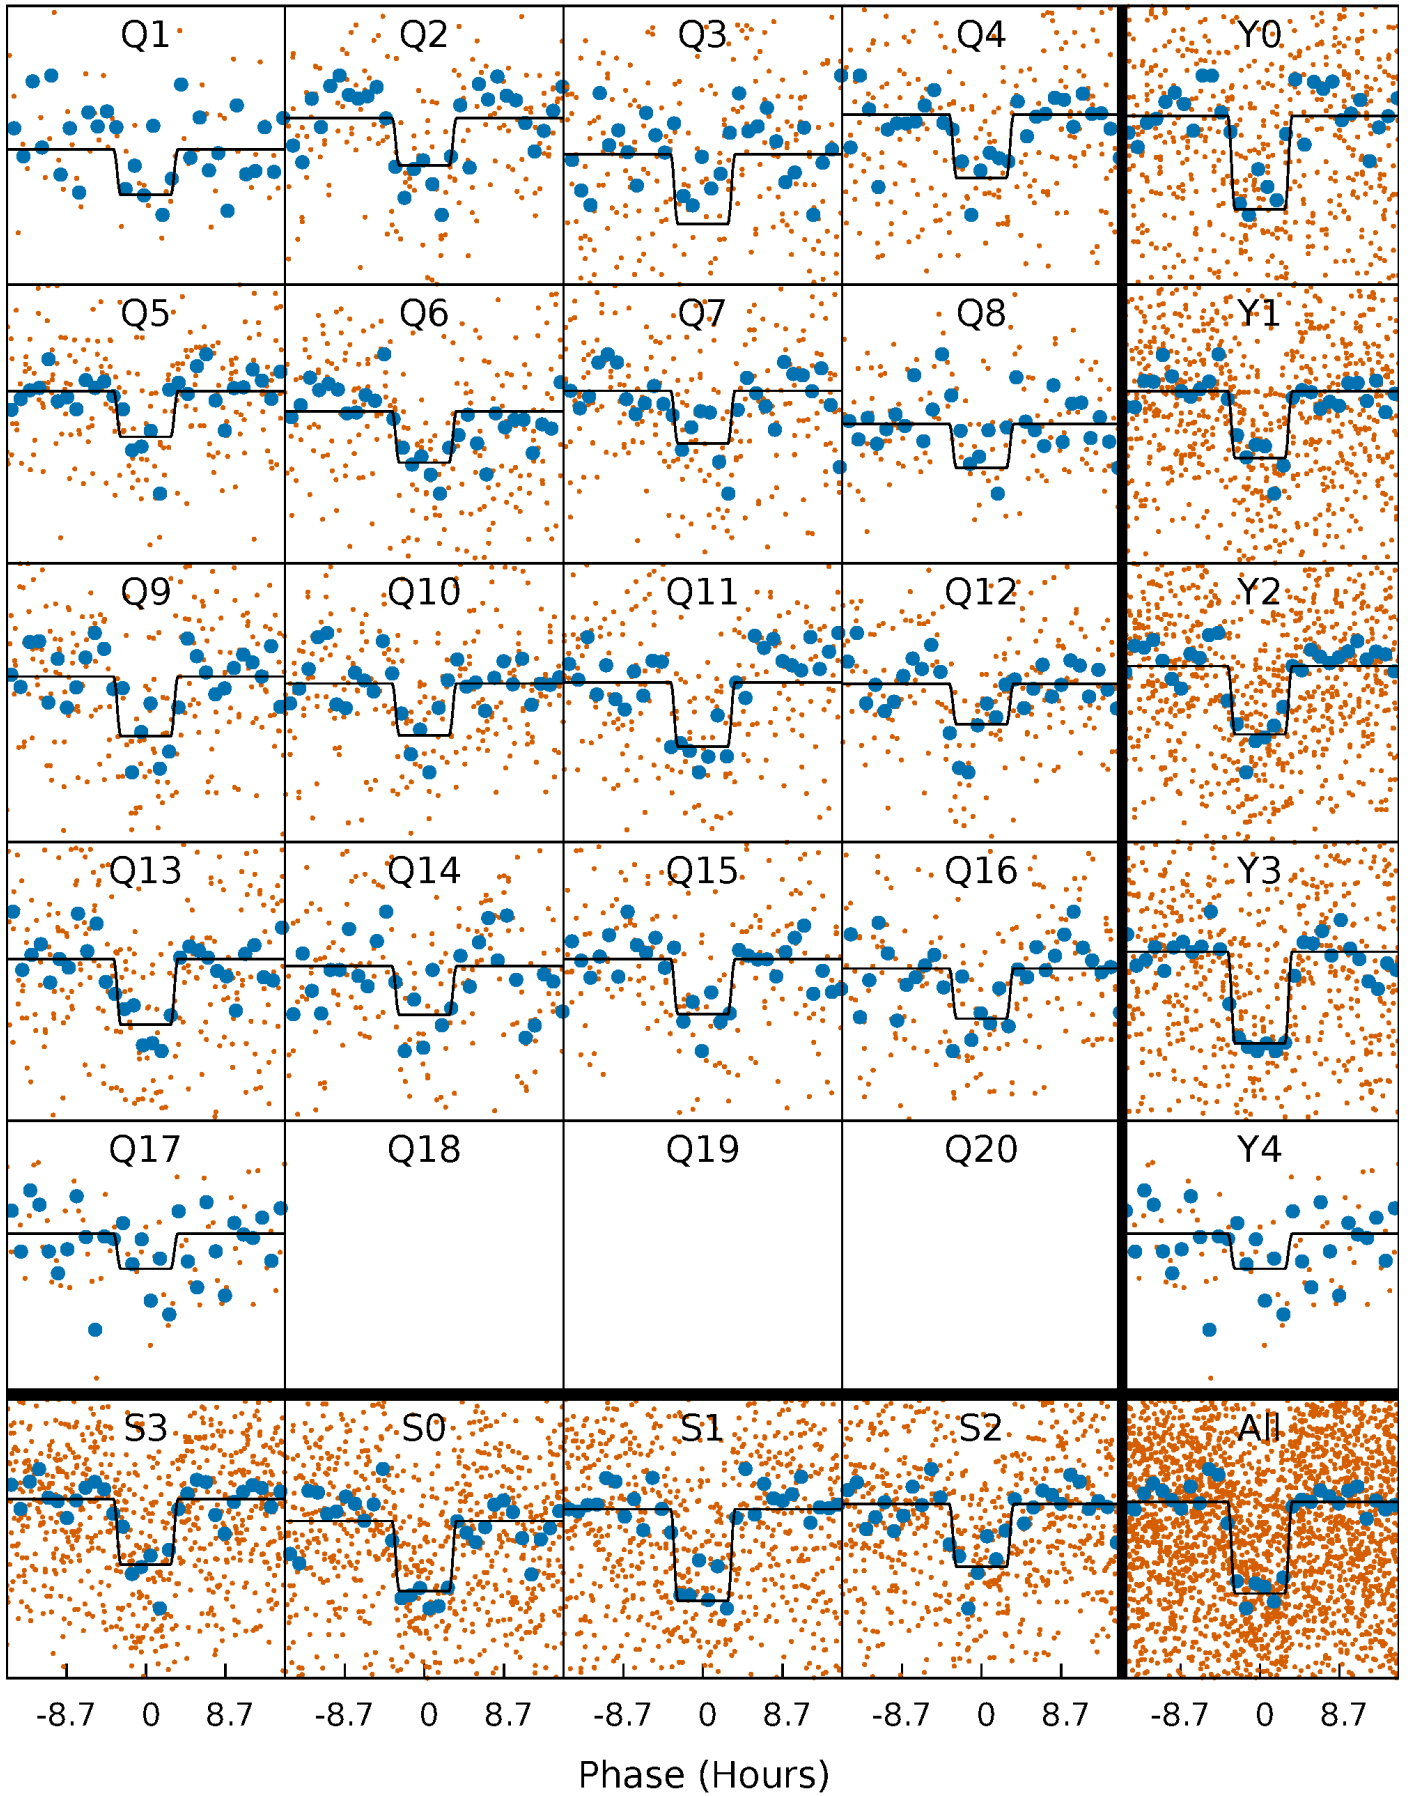 Q1 Q2 Q3 Q4 Y0
Q5 Q6 Q7 Q8 Y1
Q9 Q10 Q11 Q12 Y2
Q13 Q14 Q15 Q16 Y3
Q17 Q18 Q19 Q20 Y4
S3 S0 S1 S2 All
-8.7 0 8.7 -8.7 0 8.7 -8.7 0 8.7 -8.7 0 8.7 -8.7 0 8.7
Phase (Hours)